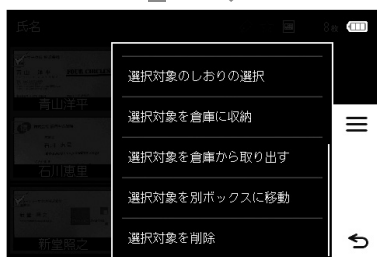 氏名
選択対象のしおりの選択
選択対象を倉庫に収納
青山洋平
選択対象を倉庫から取り出す
石川恵里
選択対象を別ボックスに移動
選択対象を削除
新堂照之